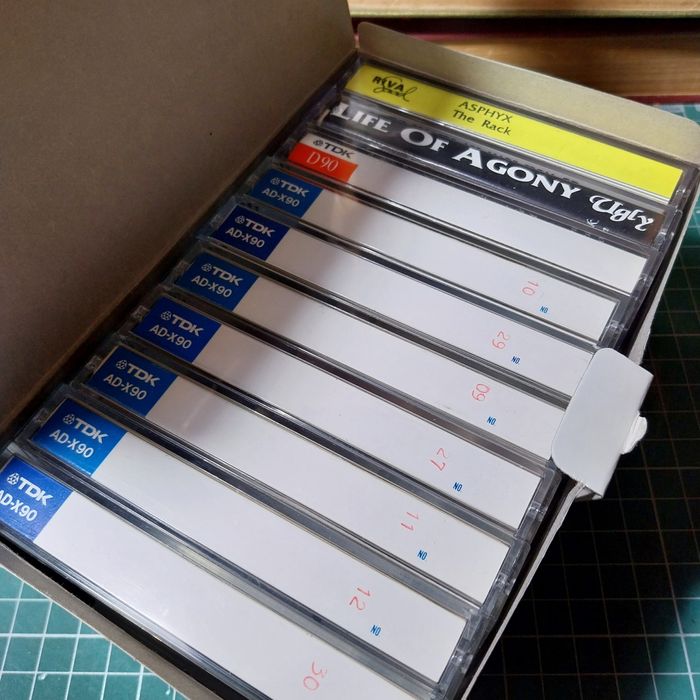 RIVA
ASPHYX
The Rack
LIFE OF AGONY Ugly
TDK
D90
TDK
AD-X90
NO 10
TDK
AD-X90
NO 29
TDK
AD-X90
NO 09
TDK
AD-X90
NO 27
TDK
AD-X90
NO 11
TDK
AD-X90
NO 12
TDK
AD-X90
30